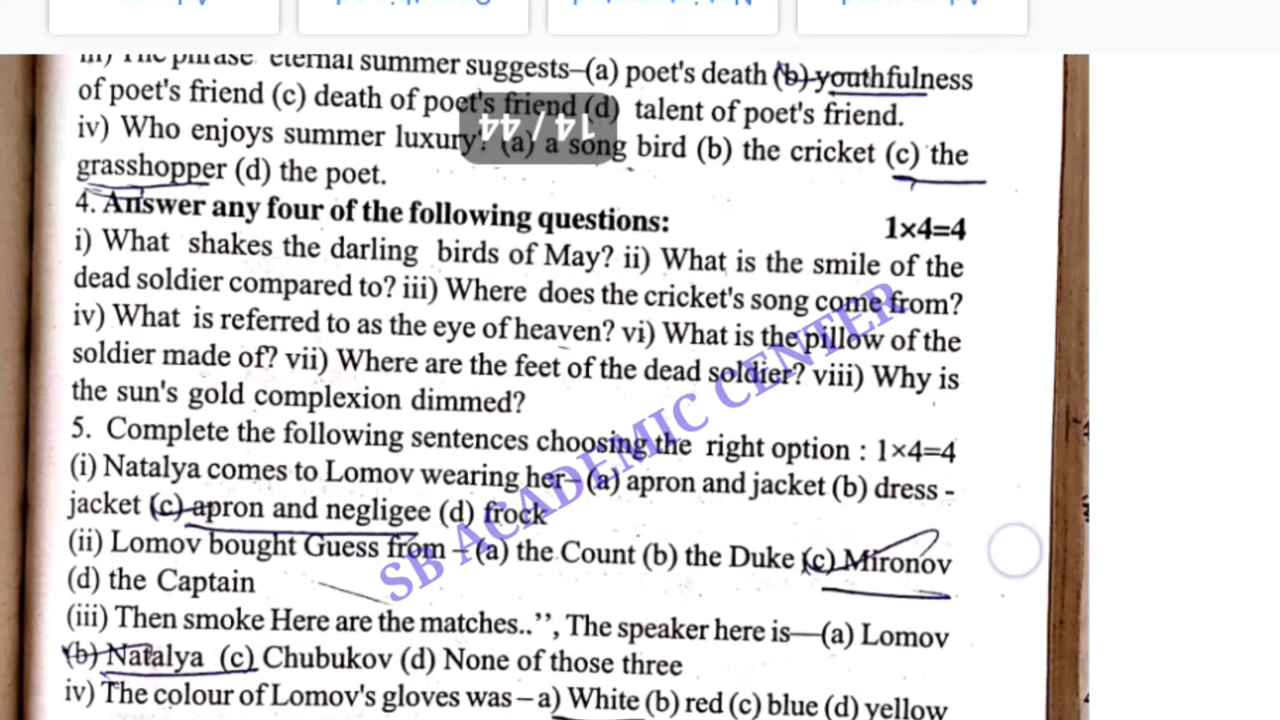 iii) The phrase eternal summer suggests–(a) poet's death (b) youthfulness
of poet's friend (c) death of poet's friend (d) talent of poet's friend.
14 / 44
iv) Who enjoys summer luxury? (a) a song bird (b) the cricket (c) the
grasshopper (d) the poet.
4. Answer any four of the following questions: 1×4=4
i) What shakes the darling birds of May? ii) What is the smile of the
dead soldier compared to? iii) Where does the cricket's song come from?
iv) What is referred to as the eye of heaven? vi) What is the pillow of the
soldier made of? vii) Where are the feet of the dead soldier? viii) Why is
the sun's gold complexion dimmed?
5. Complete the following sentences choosing the right option : 1×4=4
(i) Natalya comes to Lomov wearing her– (a) apron and jacket (b) dress -
jacket (c) apron and negligee (d) frock
(ii) Lomov bought Guess from – (a) the Count (b) the Duke (c) Mironov
(d) the Captain
(iii) Then smoke Here are the matches..’’, The speaker here is—(a) Lomov
(b) Natalya (c) Chubukov (d) None of those three
iv) The colour of Lomov's gloves was – a) White (b) red (c) blue (d) yellow
SB ACADEMIC CENTER